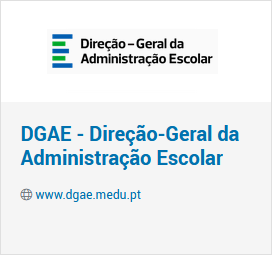 Direção – Geral da
Administração Escolar
DGAE - Direção-Geral da
Administração Escolar
www.dgae.medu.pt